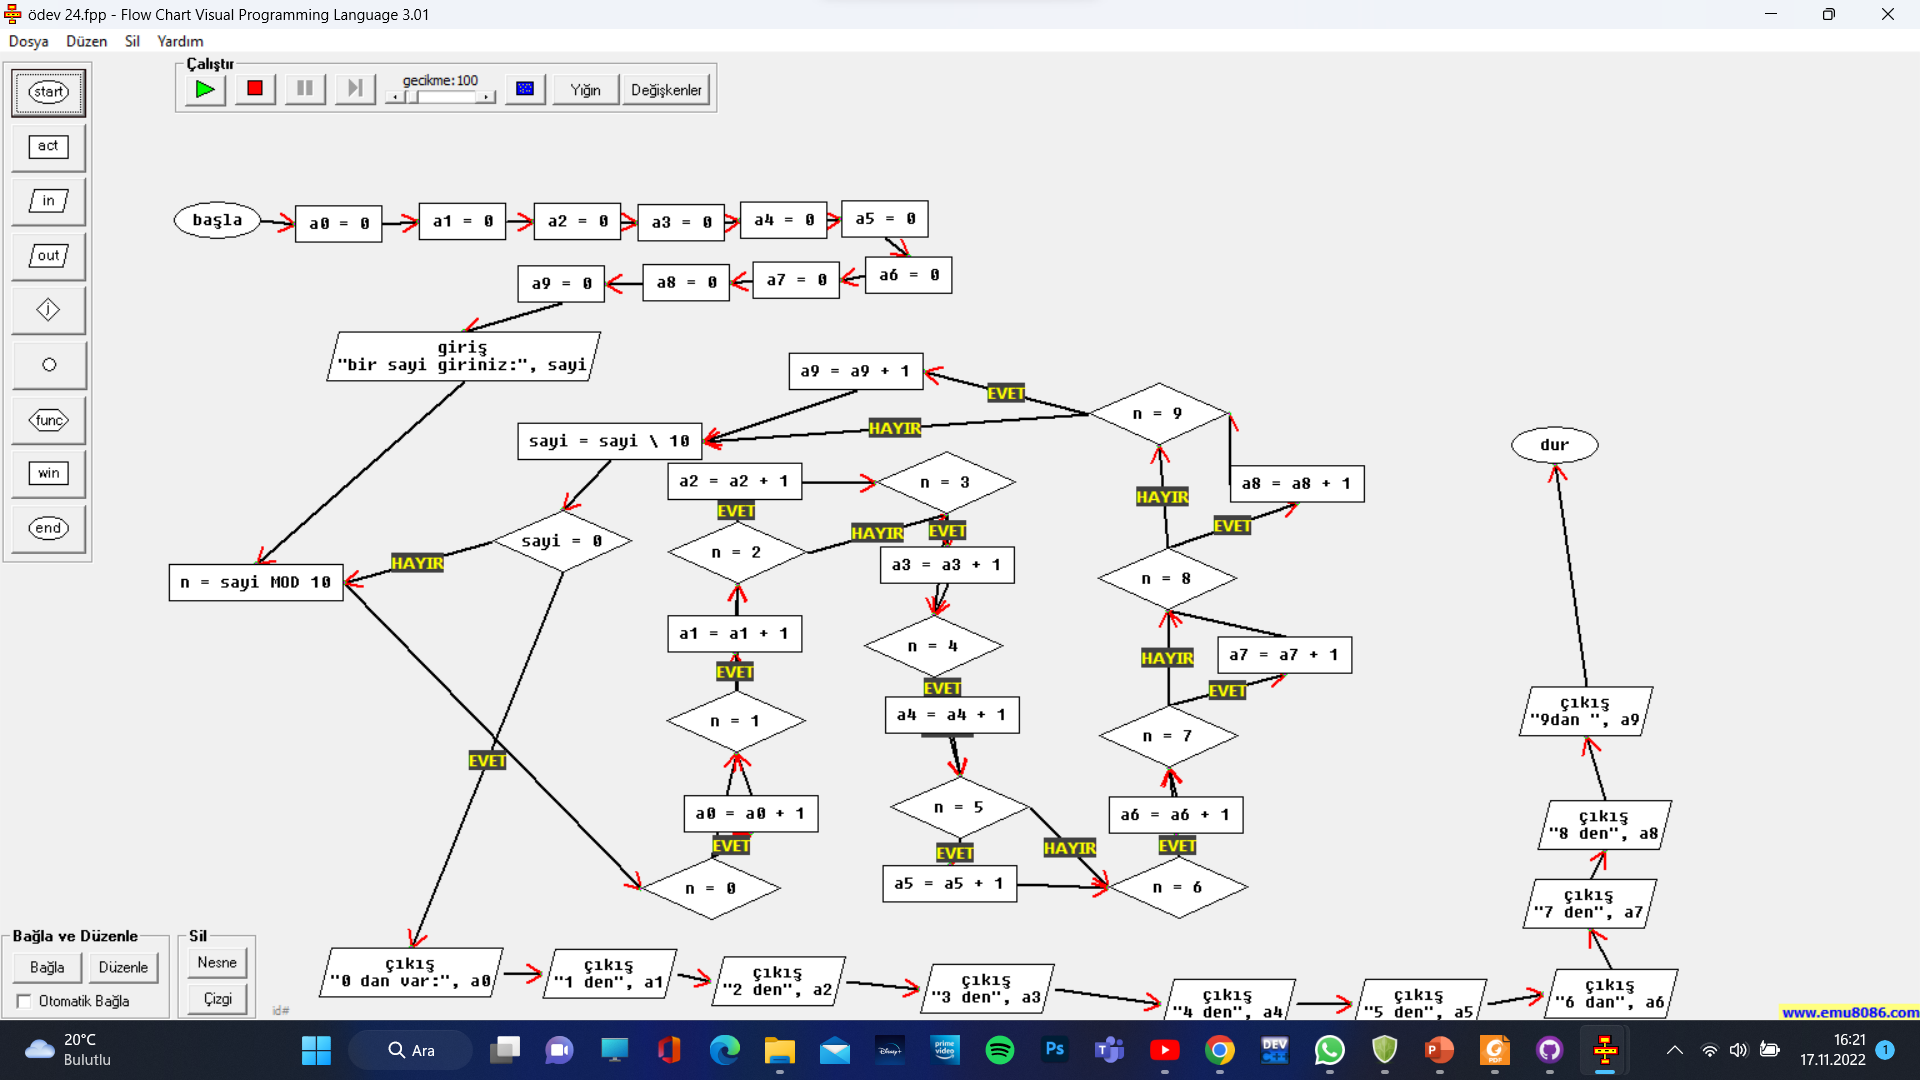 ödev 24.fpp - Flow Chart Visual Programming Language 3.01
Dosya Düzen Sil Yardım
Çalıştır
gecikme:100
Yığın
Değişkenler
start
act
in
out
j
func
win
end
başla
a0 = 0
a1 = 0
a2 = 0
a3 = 0
a4 = 0
a5 = 0
a6 = 0
a7 = 0
a8 = 0
a9 = 0
giriş
"bir sayi giriniz:", sayi
a9 = a9 + 1
EVET
n = 9
HAYIR
sayi = sayi \ 10
dur
a2 = a2 + 1
n = 3
a8 = a8 + 1
HAYIR
EVET
EVET
sayi = 0
n = 2
HAYIR
EVET
HAYIR
a3 = a3 + 1
n = sayi MOD 10
n = 8
a1 = a1 + 1
n = 4
HAYIR
a7 = a7 + 1
EVET
EVET
EVET
n = 1
a4 = a4 + 1
n = 7
çıkış
"9dan ", a9
EVET
a0 = a0 + 1
n = 5
a6 = a6 + 1
çıkış
"8 den", a8
EVET
EVET
HAYIR
EVET
n = 0
a5 = a5 + 1
n = 6
çıkış
"7 den", a7
çıkış
"0 dan var:", a0
çıkış
"1 den", a1
çıkış
"2 den", a2
çıkış
"3 den", a3
çıkış
"4 den", a4
çıkış
"5 den", a5
çıkış
"6 dan", a6
Bağla ve Düzenle
Bağla
Düzenle
Otomatik Bağla
Sil
Nesne
Çizgi
id#
www.emu8086.com
20°C
Bulutlu
Ara
Disney+
prime video
Ps
DEV C++
PDF
16:21
17.11.2022
1